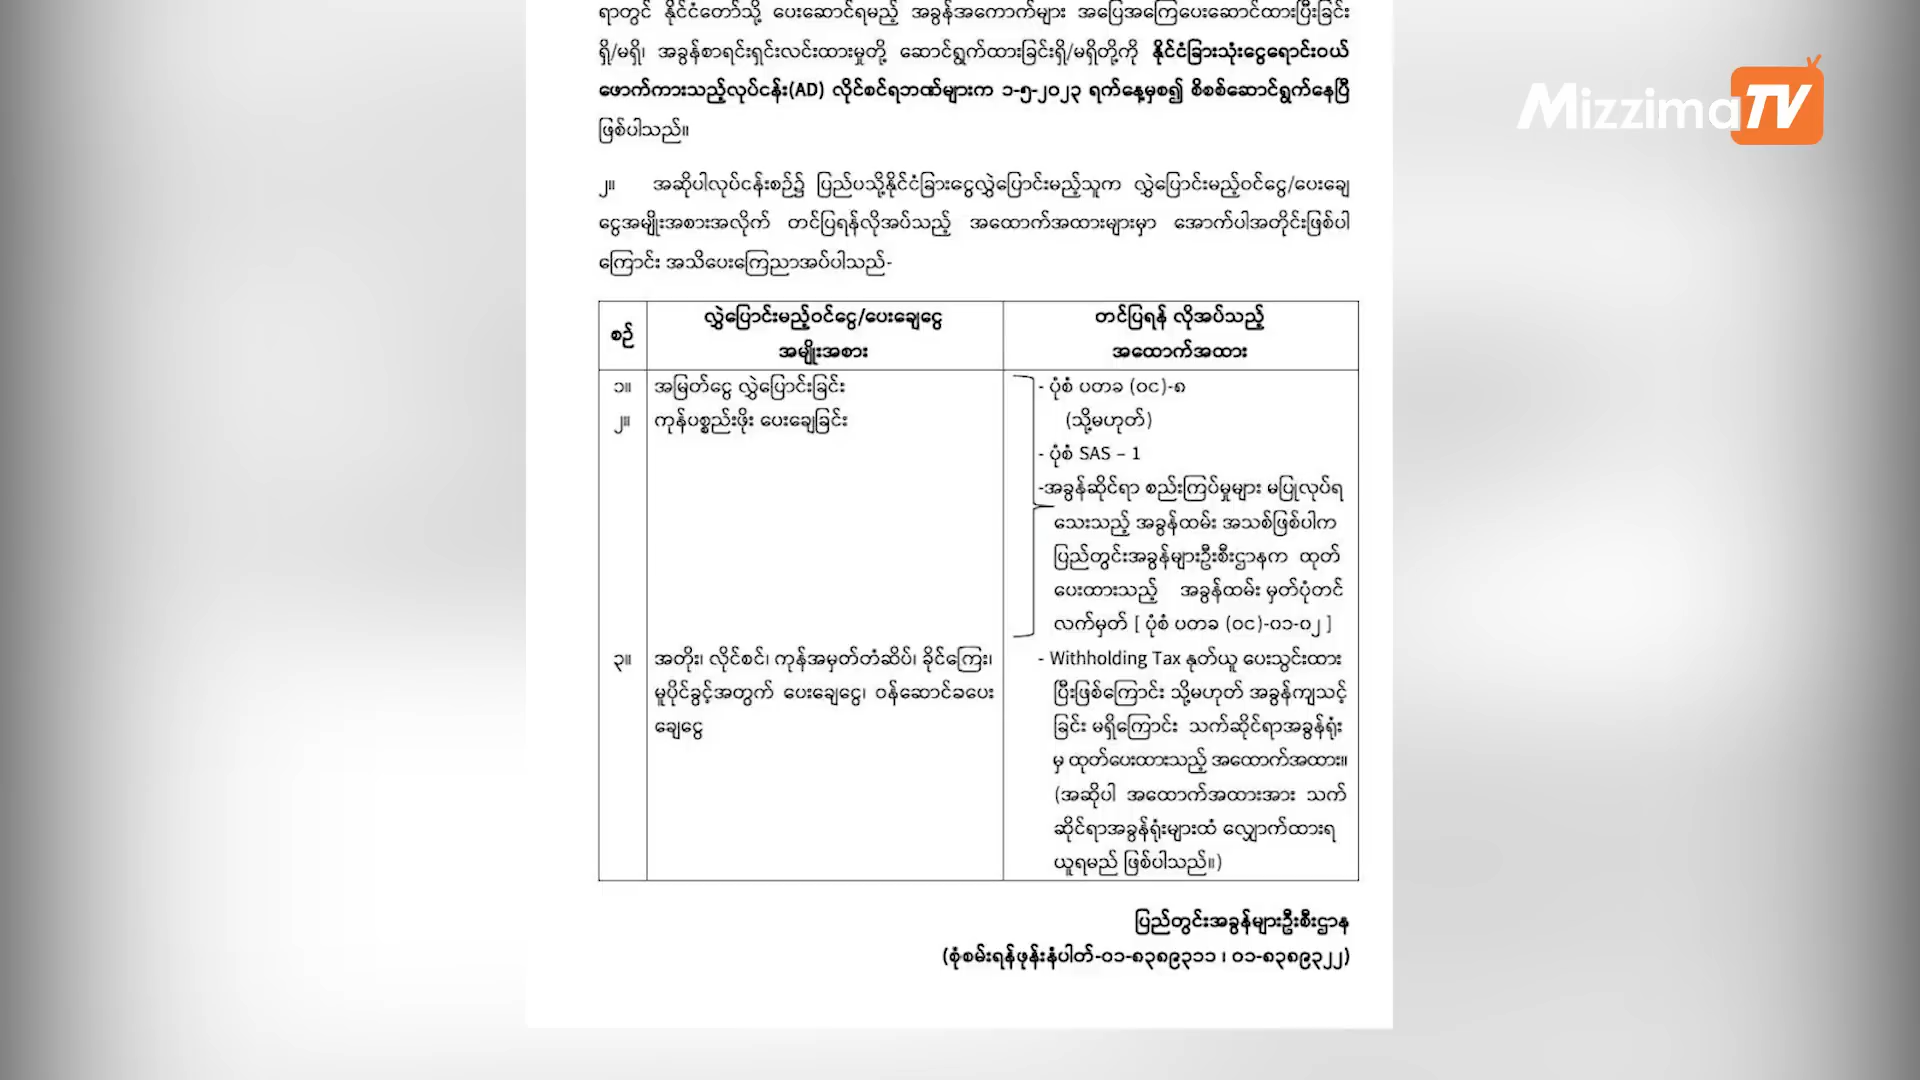 ရာတွင် နိုင်ငံတော်သို့ ပေးဆောင်ရမည့် အခွန်အကောက်များ အပြေအကြေပေးဆောင်ထားပြီးခြင်း
ရှိ/မရှိ၊ အခွန်စာရင်းရှင်းလင်းထားမှုတို့ ဆောင်ရွက်ထားခြင်းရှိ/မရှိတို့ကို နိုင်ငံခြားသုံးငွေရောင်းဝယ်
ဖောက်ကားသည့်လုပ်ငန်း(AD) လိုင်စင်ရဘဏ်များက ၁-၅-၂၀၂၃ ရက်နေ့မှစ၍ စိစစ်ဆောင်ရွက်နေပြီ
ဖြစ်ပါသည်။
MizzimaTV
၂။ အဆိုပါလုပ်ငန်းစဉ်၌ ပြည်ပသို့နိုင်ငံခြားငွေလွှဲပြောင်းမည့်သူက လွှဲပြောင်းမည့်ဝင်ငွေ/ပေးချေ
ငွေအမျိုးအစားအလိုက် တင်ပြရန်လိုအပ်သည့် အထောက်အထားများမှာ အောက်ပါအတိုင်းဖြစ်ပါ
ကြောင်း အသိပေးကြေညာအပ်ပါသည်-
စဉ်
လွှဲပြောင်းမည့်ဝင်ငွေ/ပေးချေငွေ
အမျိုးအစား
တင်ပြရန် လိုအပ်သည့်
အထောက်အထား
၁။ အမြတ်ငွေ လွှဲပြောင်းခြင်း
၂။ ကုန်ပစ္စည်းဖိုး ပေးချေခြင်း
- ပုံစံ ပတခ (ဝင)-၈
(သို့မဟုတ်)
- ပုံစံ SAS – 1
-အခွန်ဆိုင်ရာ စည်းကြပ်မှုများ မပြုလုပ်ရ
သေးသည့် အခွန်ထမ်း အသစ်ဖြစ်ပါက
ပြည်တွင်းအခွန်များဦးစီးဌာနက ထုတ်
ပေးထားသည့် အခွန်ထမ်း မှတ်ပုံတင်
လက်မှတ် [ ပုံစံ ပတခ (ဝင)-၀၁-၀၂ ]
၃။ အတိုး၊ လိုင်စင်၊ ကုန်အမှတ်တံဆိပ်၊ ခိုင်ကြေး၊
မူပိုင်ခွင့်အတွက် ပေးချေငွေ၊ ဝန်ဆောင်ခပေး
ချေငွေ
- Withholding Tax နုတ်ယူ ပေးသွင်းထား
ပြီးဖြစ်ကြောင်း သို့မဟုတ် အခွန်ကျသင့်
ခြင်း မရှိကြောင်း သက်ဆိုင်ရာအခွန်ရုံး
မှ ထုတ်ပေးထားသည့် အထောက်အထား။
(အဆိုပါ အထောက်အထားအား သက်
ဆိုင်ရာအခွန်ရုံးများထံ လျှောက်ထားရ
ယူရမည် ဖြစ်ပါသည်။)
ပြည်တွင်းအခွန်များဦးစီးဌာန
(စုံစမ်းရန်ဖုန်းနံပါတ်-၀၁-၈၃၈၉၃၁၁ ၊ ၀၁-၈၃၈၉၃၂၂)